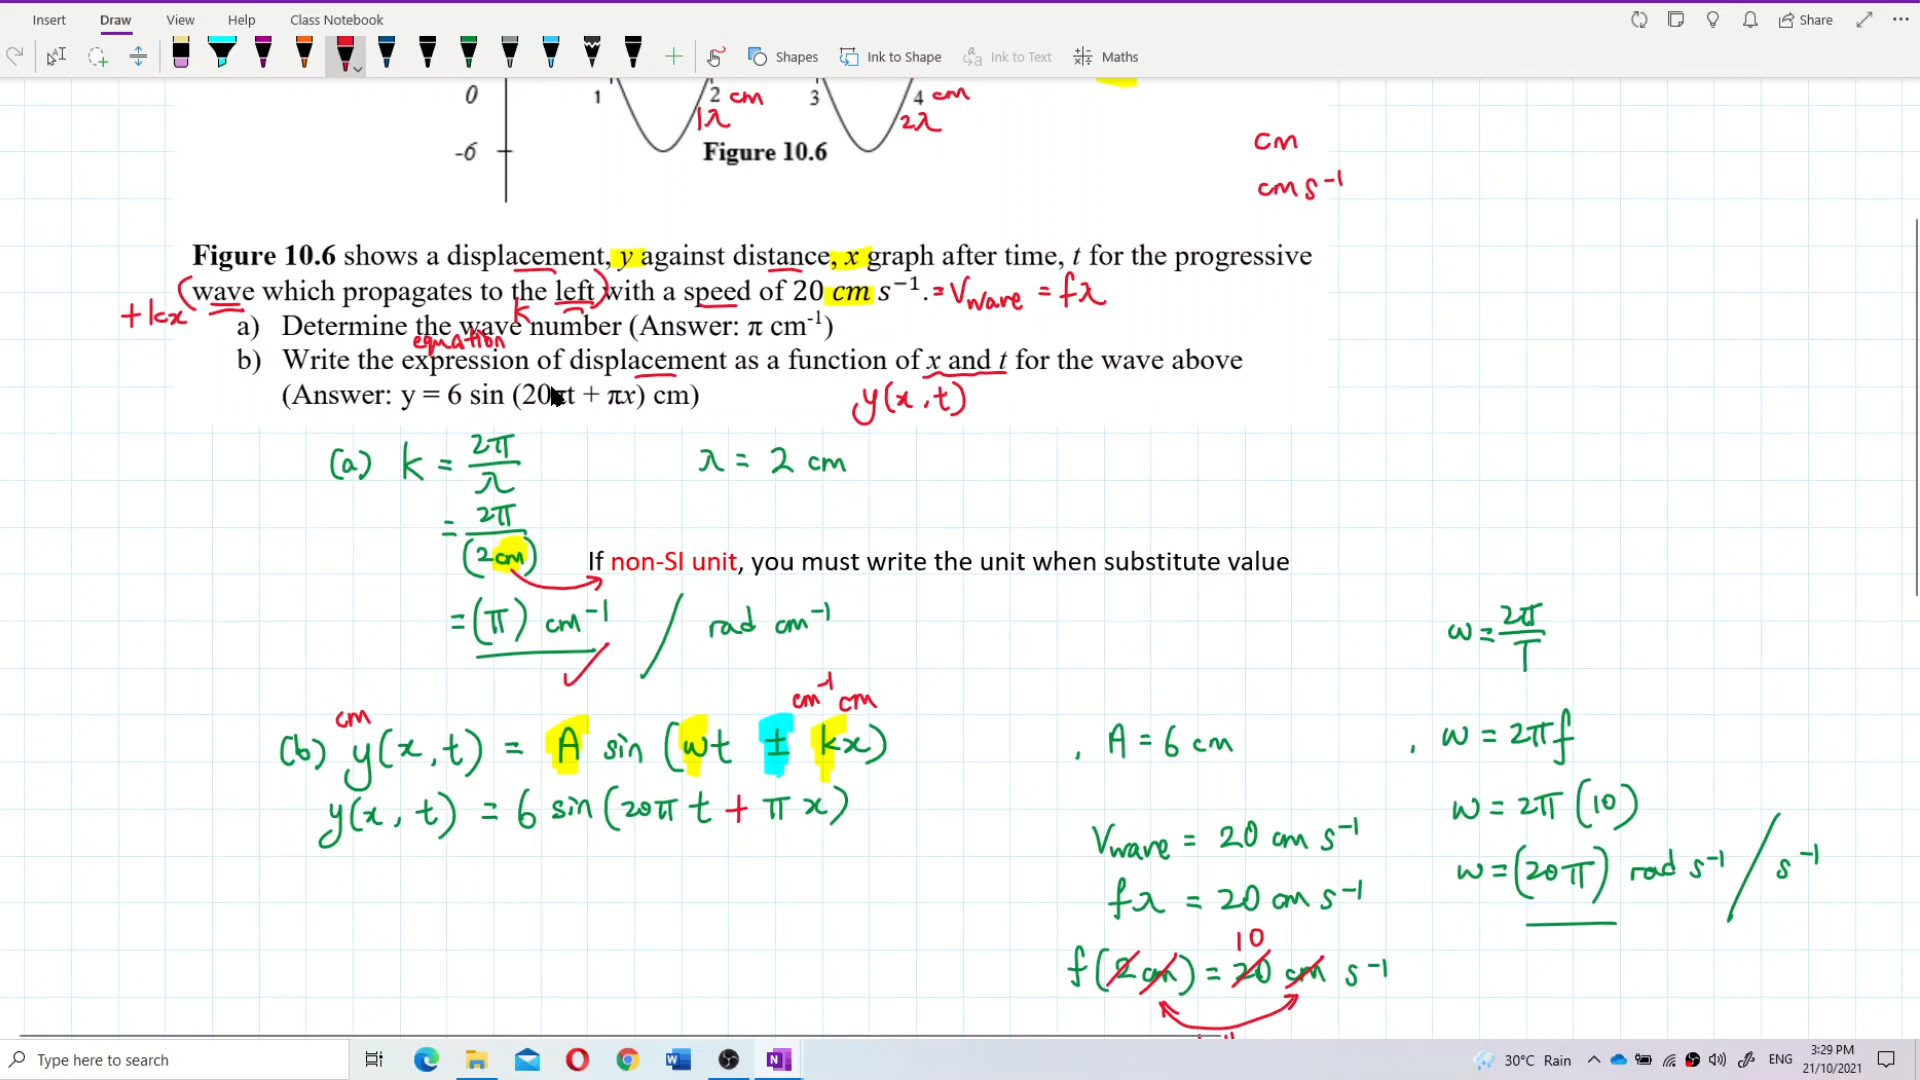 Insert Draw View Help Class Notebook Share
Shapes Ink to Shape Ink to Text Maths
0 1 2 cm 3 4 cm
1λ 2λ
-6 Figure 10.6
cm
cm s⁻¹
Figure 10.6 shows a displacement, y against distance, x graph after time, t for the progressive
wave which propagates to the left with a speed of 20 cm s⁻¹. = Vwave = fλ
+kx
k
a) Determine the wave number (Answer: π cm⁻¹)
equation
b) Write the expression of displacement as a function of x and t for the wave above
(Answer: y = 6 sin (20πt + πx) cm)
y(x,t)
(a) k = 2π/λ λ = 2 cm
= 2π/(2cm)
If non-SI unit, you must write the unit when substitute value
= (π) cm⁻¹ / rad cm⁻¹
ω = 2π/T
cm cm⁻¹ cm
(b) y(x,t) = A sin (ωt ± kx) , A = 6 cm , ω = 2πf
y(x,t) = 6 sin (20π t + π x) ω = 2π (10)
Vwave = 20 cm s⁻¹
ω = (20π) rad s⁻¹ / s⁻¹
fλ = 20 cm s⁻¹
10
f(2cm) = 20 cm s⁻¹
Type here to search 30°C Rain ENG 3:29 PM
21/10/2021